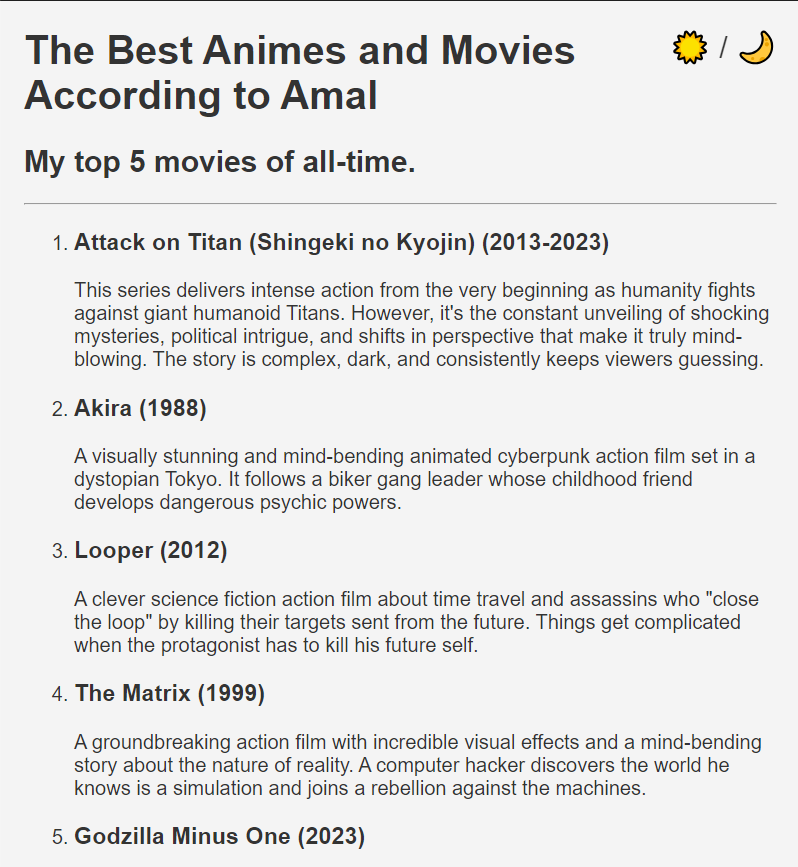 The Best Animes and Movies
According to Amal
/
My top 5 movies of all-time.
1. Attack on Titan (Shingeki no Kyojin) (2013-2023)
This series delivers intense action from the very beginning as humanity fights
against giant humanoid Titans. However, it's the constant unveiling of shocking
mysteries, political intrigue, and shifts in perspective that make it truly mind-
blowing. The story is complex, dark, and consistently keeps viewers guessing.
2. Akira (1988)
A visually stunning and mind-bending animated cyberpunk action film set in a
dystopian Tokyo. It follows a biker gang leader whose childhood friend
develops dangerous psychic powers.
3. Looper (2012)
A clever science fiction action film about time travel and assassins who "close
the loop" by killing their targets sent from the future. Things get complicated
when the protagonist has to kill his future self.
4. The Matrix (1999)
A groundbreaking action film with incredible visual effects and a mind-bending
story about the nature of reality. A computer hacker discovers the world he
knows is a simulation and joins a rebellion against the machines.
5. Godzilla Minus One (2023)